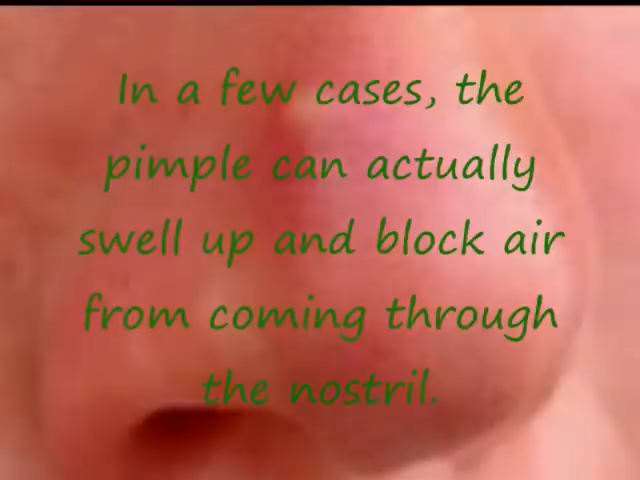 In a few cases, the
pimple can actually
swell up and block air
from coming through
the nostril.